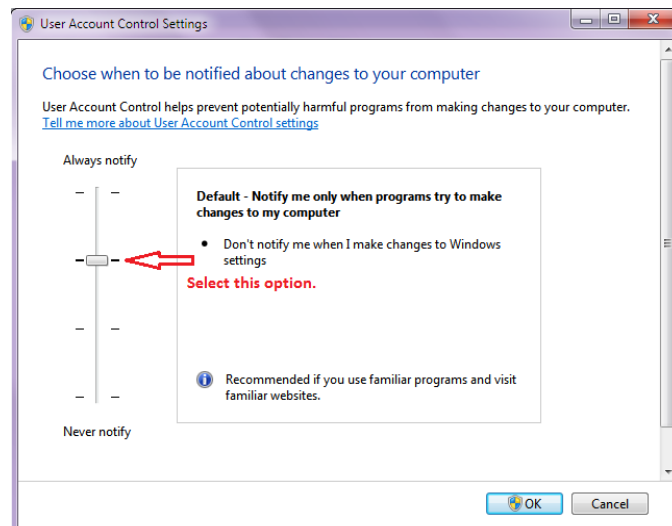 User Account Control Settings
Choose when to be notified about changes to your computer
User Account Control helps prevent potentially harmful programs from making changes to your computer.
Tell me more about User Account Control settings
Always notify
Default - Notify me only when programs try to make
changes to my computer
• Don't notify me when I make changes to Windows
settings
Select this option.
Recommended if you use familiar programs and visit
familiar websites.
Never notify
OK
Cancel